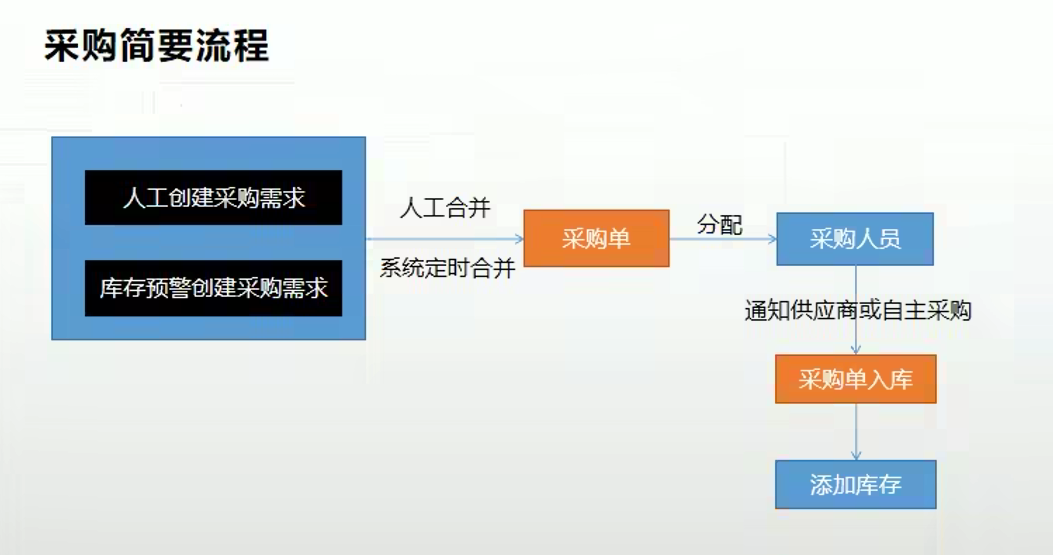 采购简要流程
人工创建采购需求
库存预警创建采购需求
人工合并
系统定时合并
采购单
分配
采购人员
通知供应商或自主采购
采购单入库
添加库存